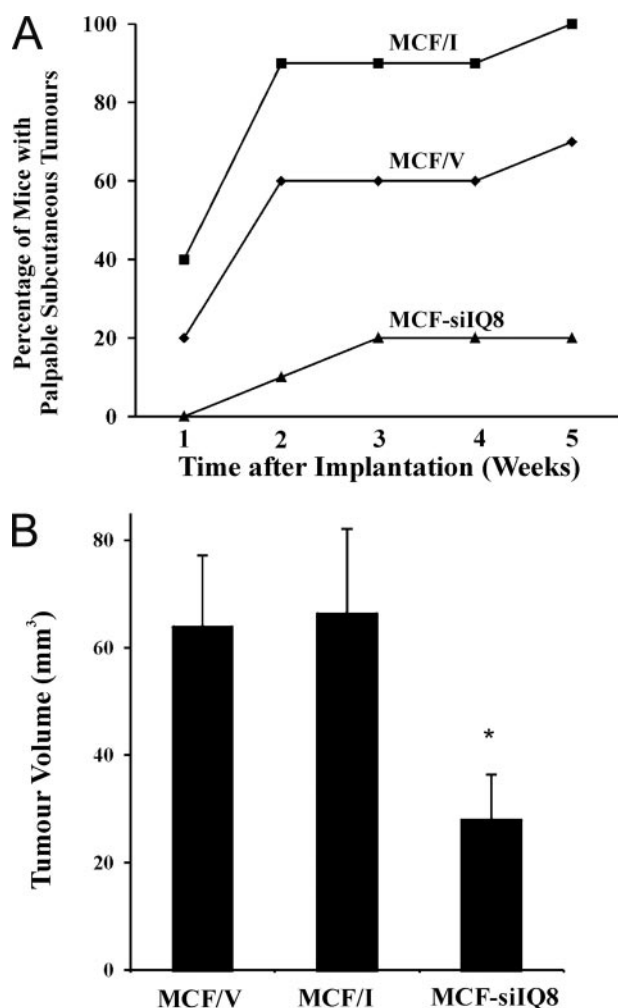 A
Percentage of Mice with
Palpable Subcutaneous Tumours
100
80
60
40
20
0
MCF/I
MCF/V
MCF-siIQ8
1 2 3 4 5
Time after Implantation (Weeks)
B
Tumour Volume (mm³)
80
60
40
20
0
*
MCF/V MCF/I MCF-siIQ8